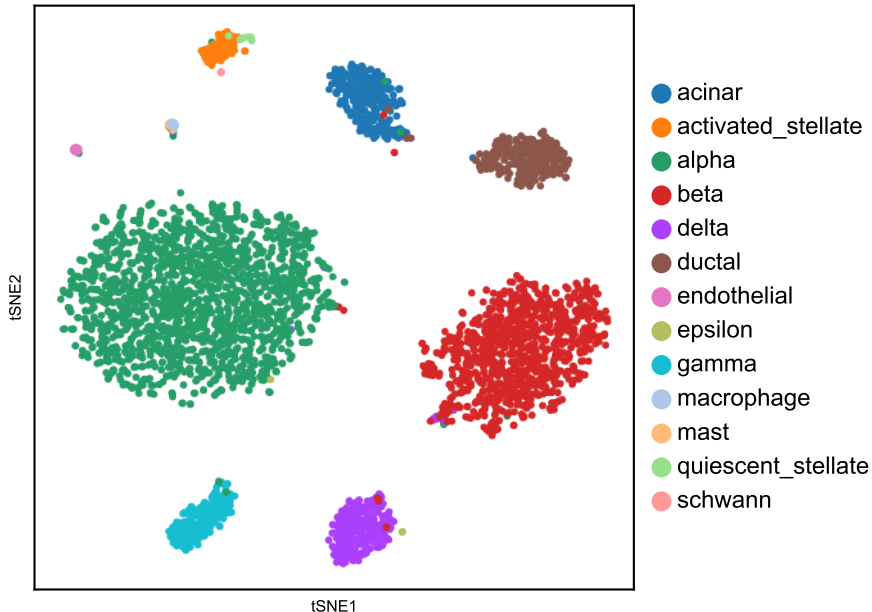 acinar
activated_stellate
alpha
beta
delta
ductal
endothelial
epsilon
gamma
macrophage
mast
quiescent_stellate
schwann
tSNE2
tSNE1